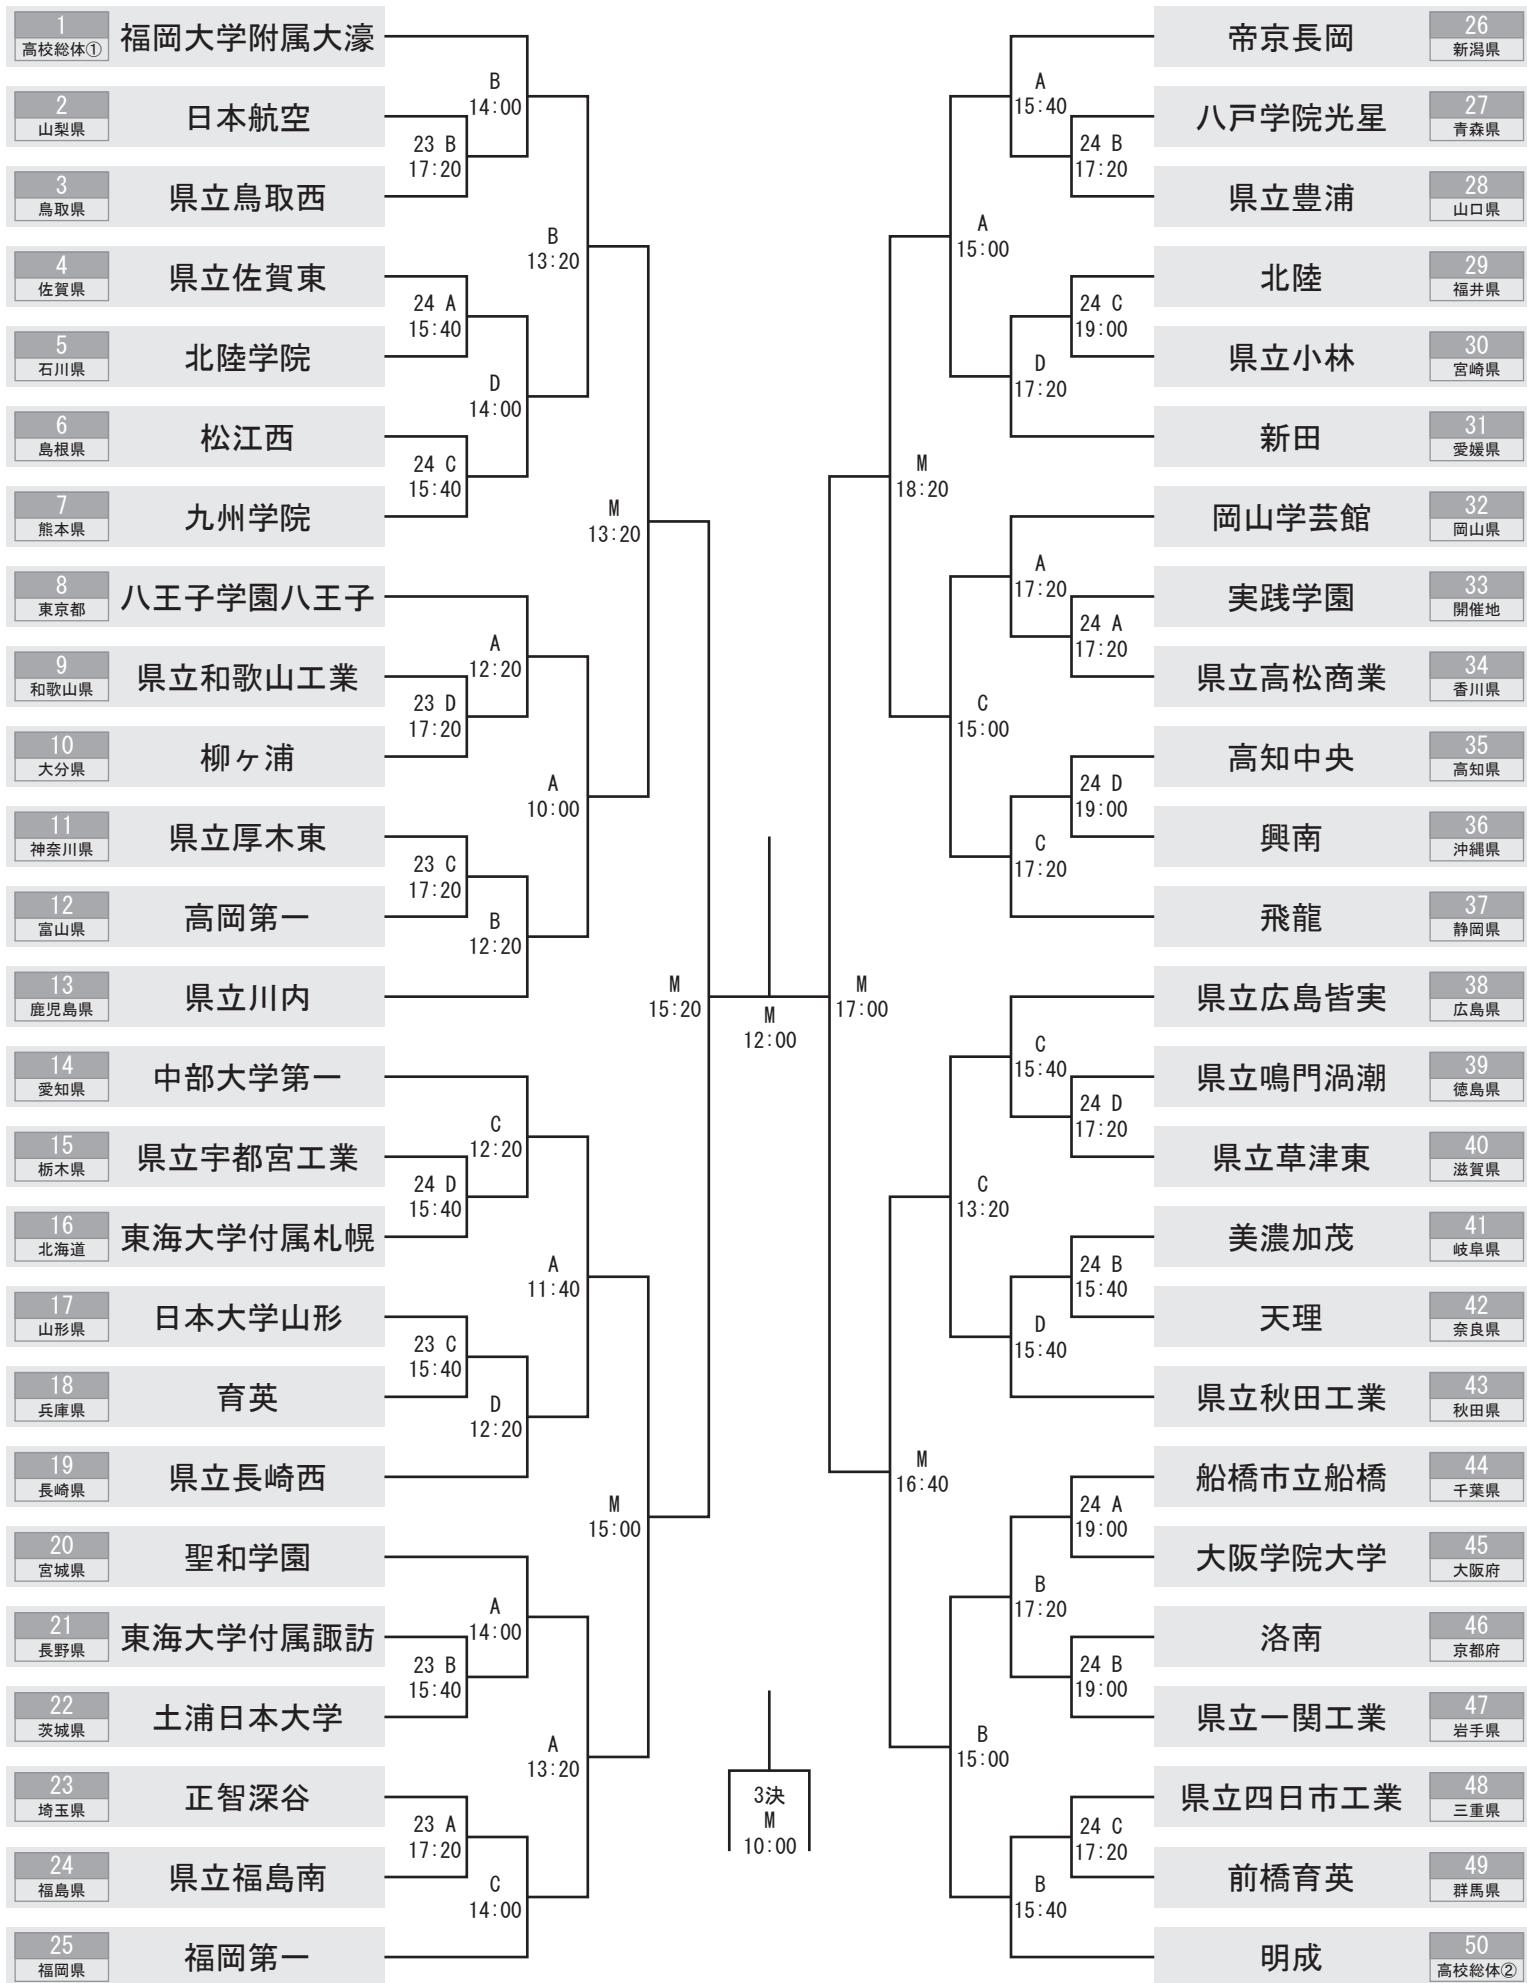 1
高校総体①
福岡大学附属大濠
2
山梨県
日本航空
3
鳥取県
県立鳥取西
4
佐賀県
県立佐賀東
5
石川県
北陸学院
6
島根県
松江西
7
熊本県
九州学院
8
東京都
八王子学園八王子
9
和歌山県
県立和歌山工業
10
大分県
柳ヶ浦
11
神奈川県
県立厚木東
12
富山県
高岡第一
13
鹿児島県
県立川内
14
愛知県
中部大学第一
15
栃木県
県立宇都宮工業
16
北海道
東海大学付属札幌
17
山形県
日本大学山形
18
兵庫県
育英
19
長崎県
県立長崎西
20
宮城県
聖和学園
21
長野県
東海大学付属諏訪
22
茨城県
土浦日本大学
23
埼玉県
正智深谷
24
福島県
県立福島南
25
福岡県
福岡第一
23 B
17:20
24 A
15:40
24 C
15:40
23 D
17:20
23 C
17:20
24 D
15:40
23 C
15:40
23 B
15:40
23 A
17:20
B
14:00
D
14:00
A
12:20
B
12:20
C
12:20
D
12:20
A
14:00
C
14:00
B
13:20
A
10:00
A
11:40
A
13:20
M
13:20
M
15:00
M
15:20
M
12:00
3決
M
10:00
M
17:00
M
18:20
M
16:40
A
15:00
C
15:00
C
13:20
B
15:00
A
15:40
D
17:20
A
17:20
C
17:20
C
15:40
D
15:40
B
17:20
B
15:40
24 B
17:20
24 C
19:00
24 A
17:20
24 D
19:00
24 D
17:20
24 B
15:40
24 A
19:00
24 B
19:00
24 C
17:20
帝京長岡
26
新潟県
八戸学院光星
27
青森県
県立豊浦
28
山口県
北陸
29
福井県
県立小林
30
宮崎県
新田
31
愛媛県
岡山学芸館
32
岡山県
実践学園
33
開催地
県立高松商業
34
香川県
高知中央
35
高知県
興南
36
沖縄県
飛龍
37
静岡県
県立広島皆実
38
広島県
県立鳴門渦潮
39
徳島県
県立草津東
40
滋賀県
美濃加茂
41
岐阜県
天理
42
奈良県
県立秋田工業
43
秋田県
船橋市立船橋
44
千葉県
大阪学院大学
45
大阪府
洛南
46
京都府
県立一関工業
47
岩手県
県立四日市工業
48
三重県
前橋育英
49
群馬県
明成
50
高校総体②